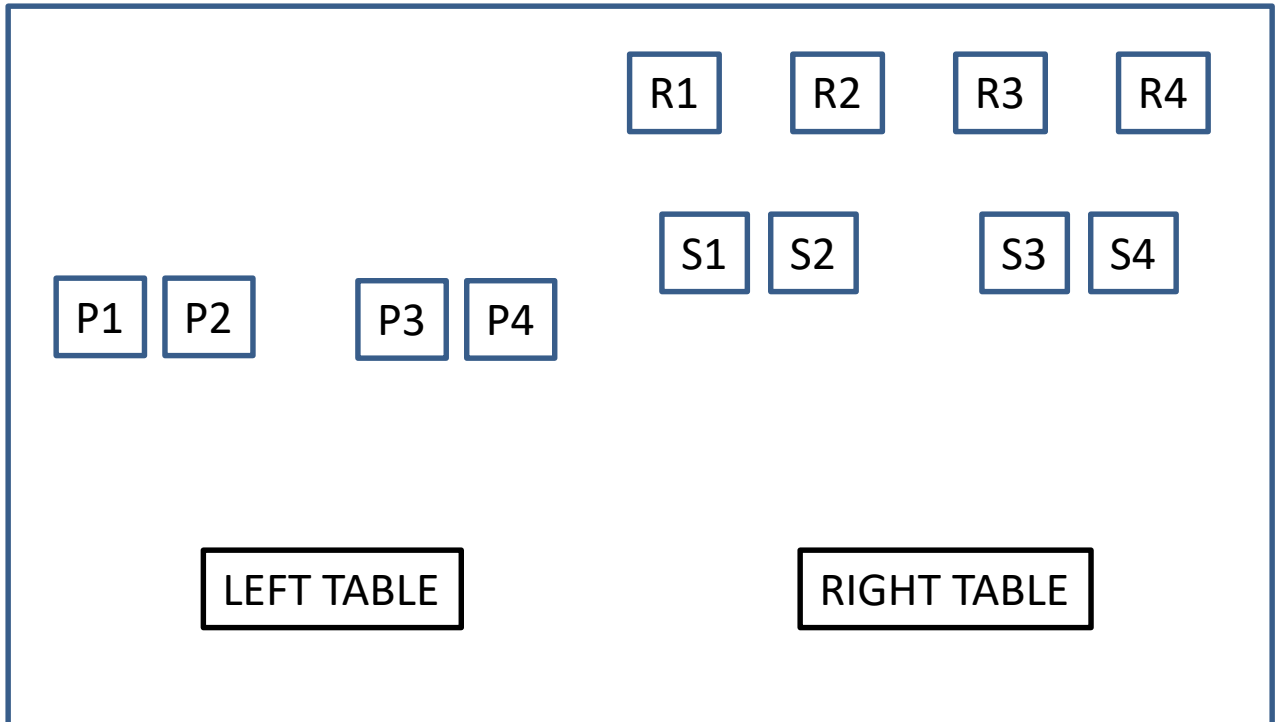 R1 R2 R3 R4
S1 S2 S3 S4
P1 P2 P3 P4
LEFT TABLE RIGHT TABLE